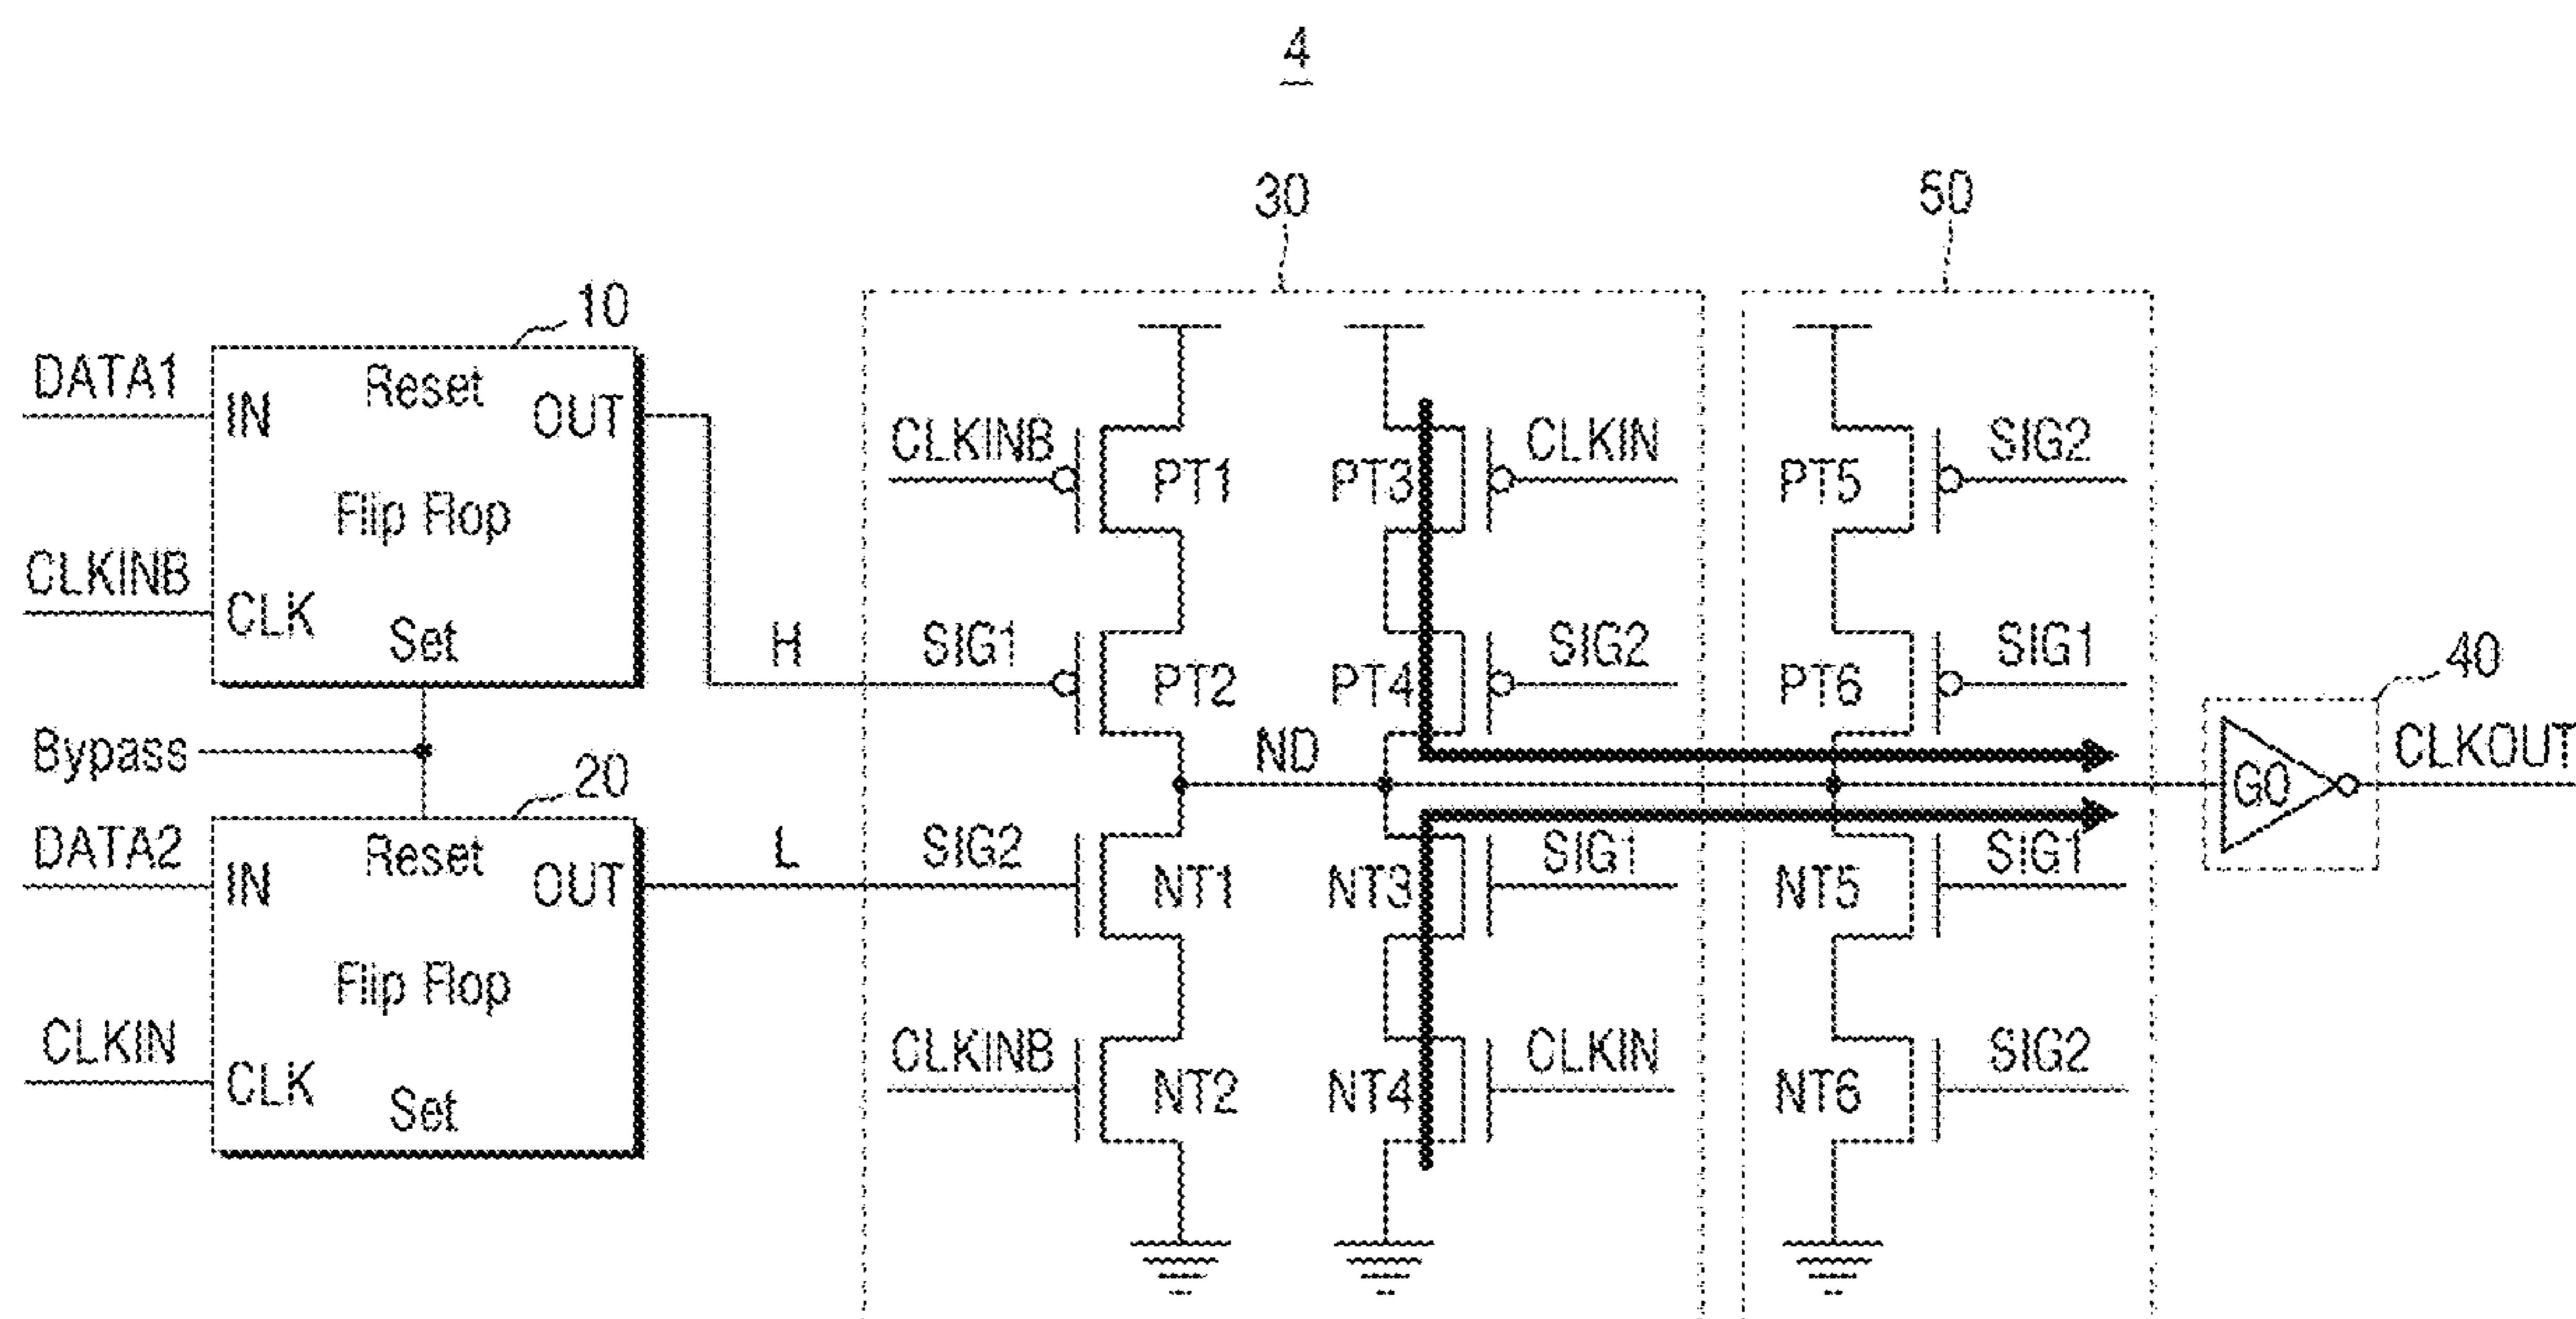 4
30
50
10
DATA1
IN
Reset
OUT
CLKINB
PT1
PT3
CLKIN
PT5
SIG2
Flip Flop
CLKINB
CLK
Set
H
SIG1
PT2
PT4
SIG2
PT6
SIG1
40
Bypass
ND
G0
CLKOUT
20
DATA2
IN
Reset
OUT
L
SIG2
NT1
NT3
SIG1
NT5
SIG1
Flip Flop
CLKIN
CLK
Set
CLKINB
NT2
NT4
CLKIN
NT6
SIG2